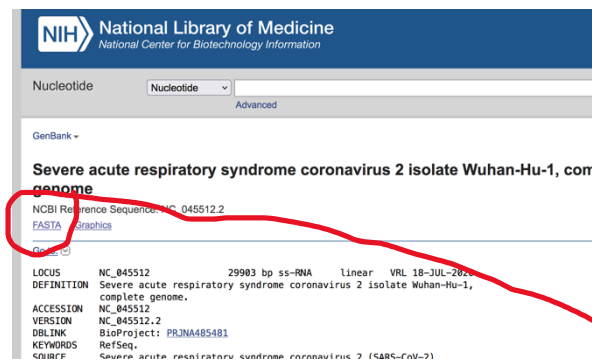 NIH National Library of Medicine
National Center for Biotechnology Information
Nucleotide Nucleotide
Advanced
GenBank
Severe acute respiratory syndrome coronavirus 2 isolate Wuhan-Hu-1, com
genome
NCBI Reference Sequence: NC_045512.2
FASTA Graphics
Go to:
LOCUS NC_045512 29903 bp ss-RNA linear VRL 18-JUL-2020
DEFINITION Severe acute respiratory syndrome coronavirus 2 isolate Wuhan-Hu-1,
complete genome.
ACCESSION NC_045512
VERSION NC_045512.2
DBLINK BioProject: PRJNA485481
KEYWORDS RefSeq.
SOURCE Severe acute respiratory syndrome coronavirus 2 (SARS-CoV-2)